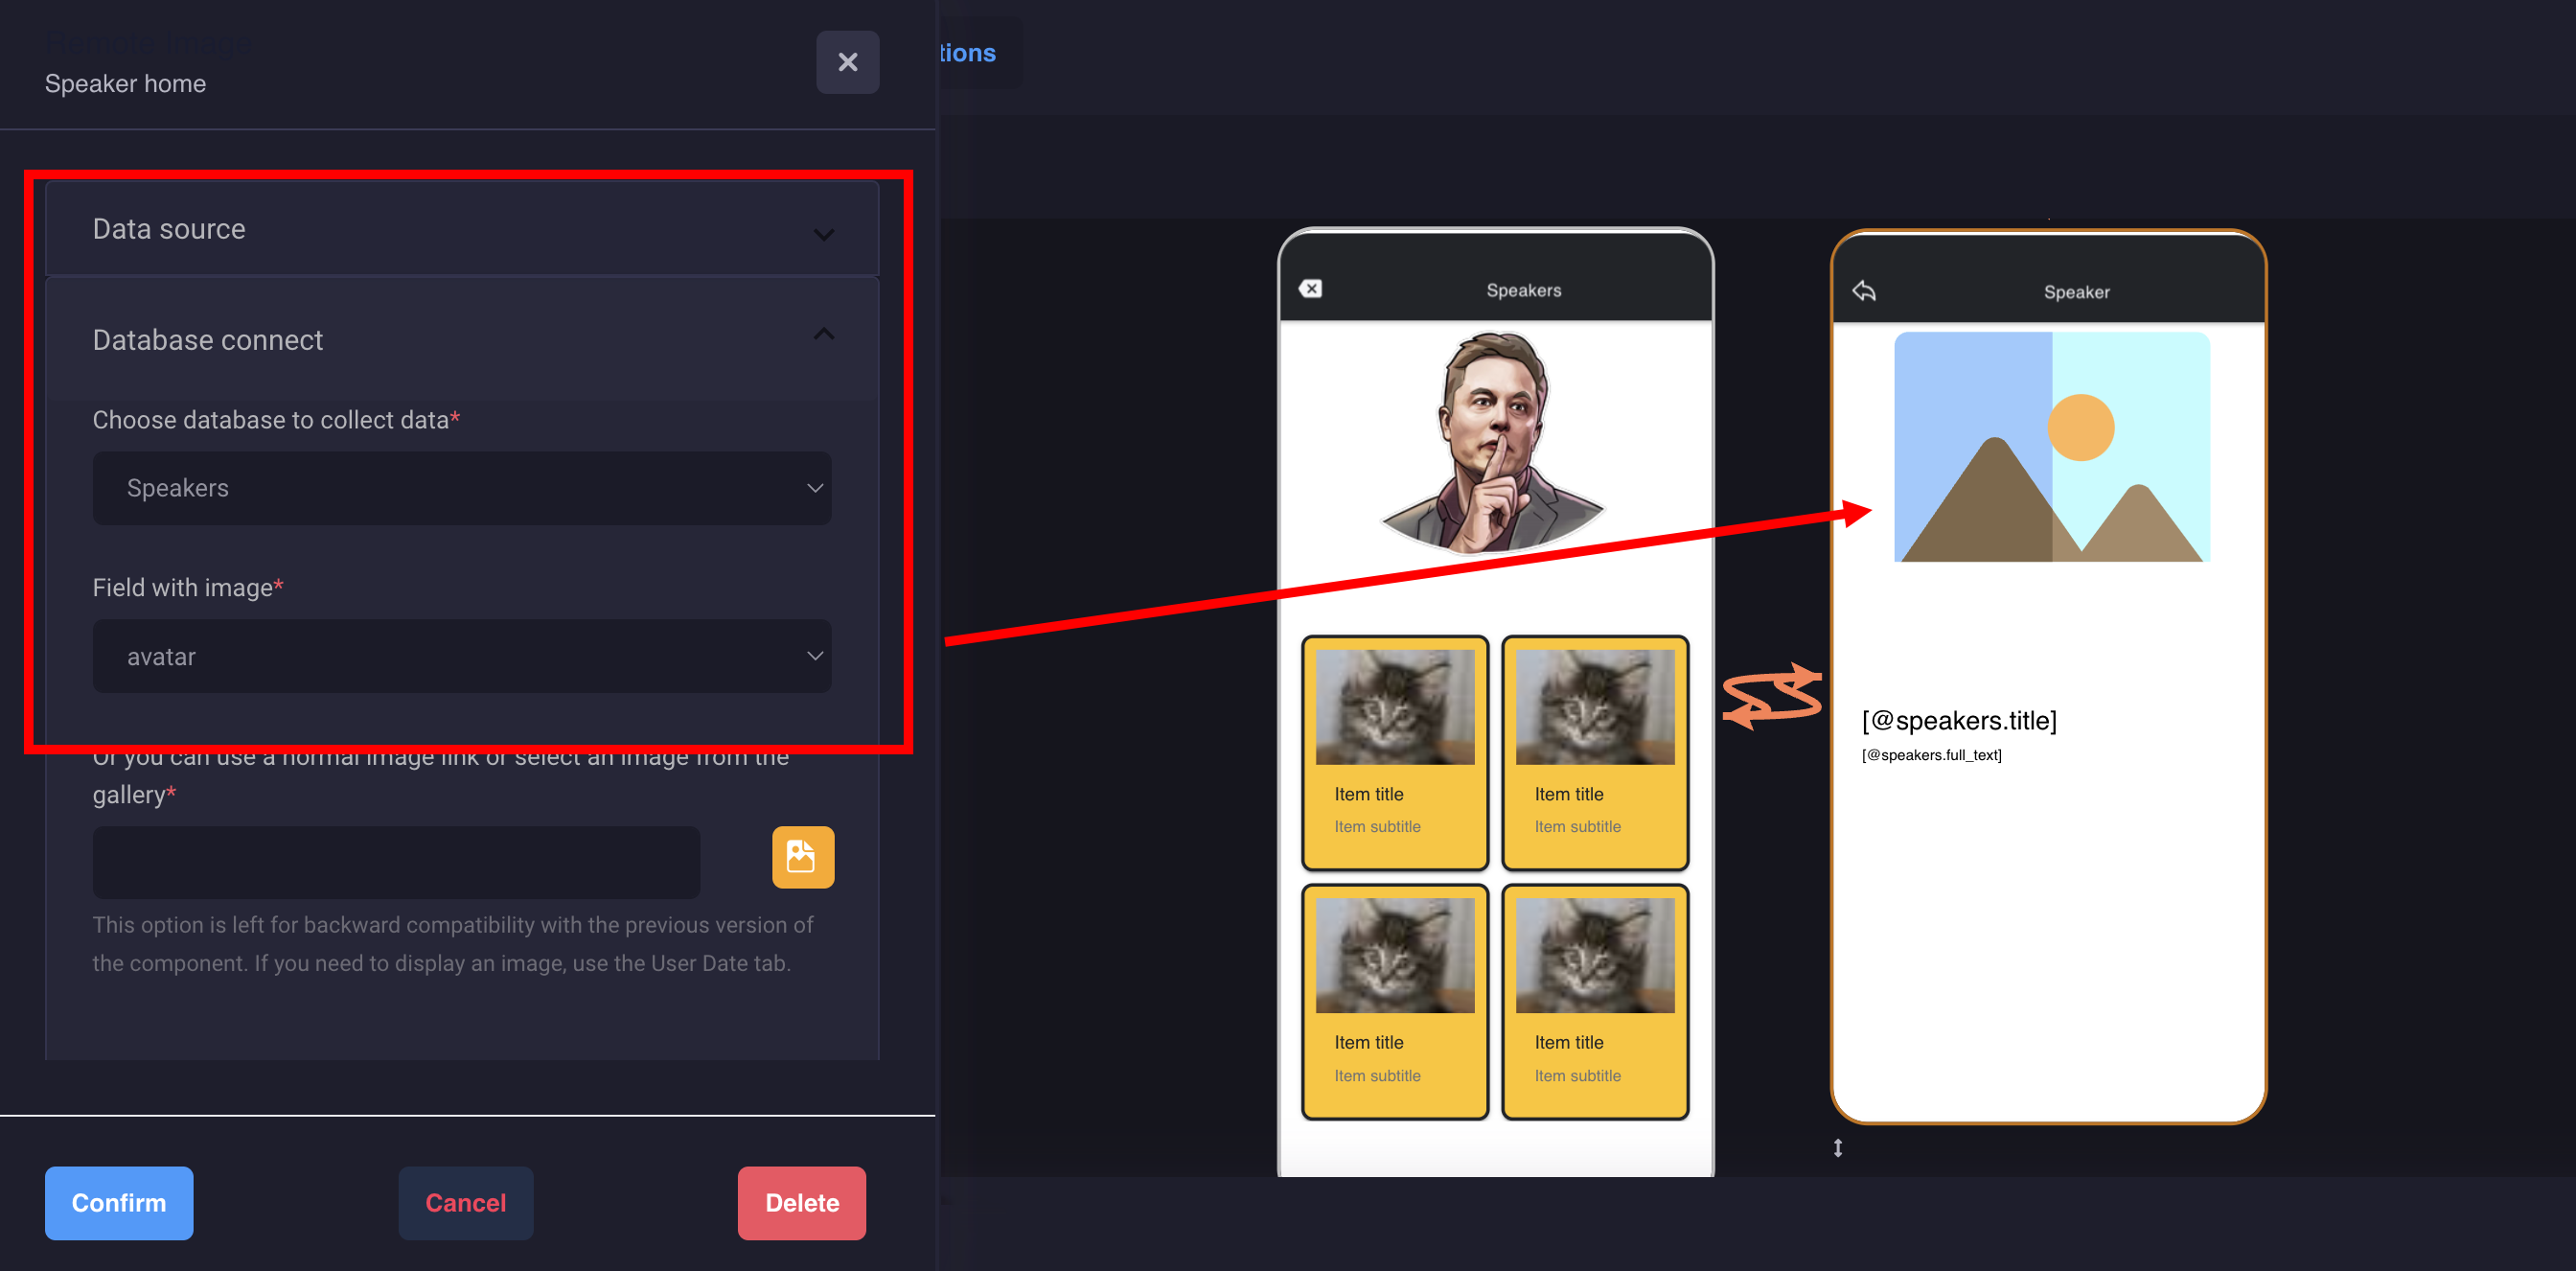 Remote Image
Speaker home
tions
Data source
Database connect
Choose database to collect data*
Speakers
Field with image*
avatar
Or you can use a normal image link or select an image from the
gallery*
This option is left for backward compatibility with the previous version of
the component. If you need to display an image, use the User Date tab.
Confirm
Cancel
Delete
Speakers
Item title
Item subtitle
Item title
Item subtitle
Item title
Item subtitle
Item title
Item subtitle
Speaker
[@speakers.title]
[@speakers.full_text]